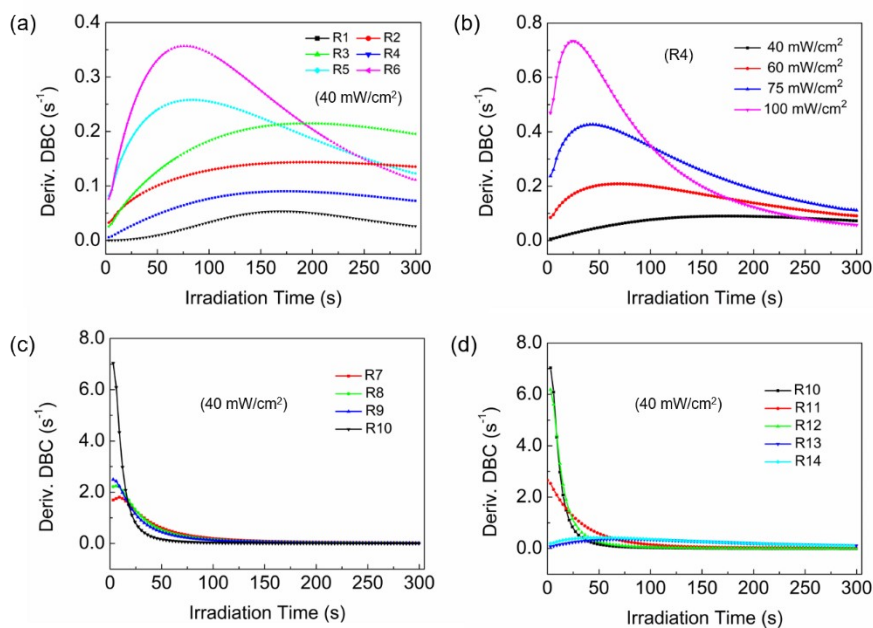 (a)
Deriv. DBC (s⁻¹)
0.4
0.3
0.2
0.1
0.0
R1 R2
R3 R4
R5 R6
(40 mW/cm²)
0 50 100 150 200 250 300
Irradiation Time (s)
(b)
Deriv. DBC (s⁻¹)
0.8
0.6
0.4
0.2
0.0
(R4)
40 mW/cm²
60 mW/cm²
75 mW/cm²
100 mW/cm²
0 50 100 150 200 250 300
Irradiation Time (s)
(c)
Deriv. DBC (s⁻¹)
8.0
6.0
4.0
2.0
0.0
(40 mW/cm²)
R7
R8
R9
R10
0 50 100 150 200 250 300
Irradiation Time (s)
(d)
Deriv. DBC (s⁻¹)
8.0
6.0
4.0
2.0
0.0
(40 mW/cm²)
R10
R11
R12
R13
R14
0 50 100 150 200 250 300
Irradiation Time (s)